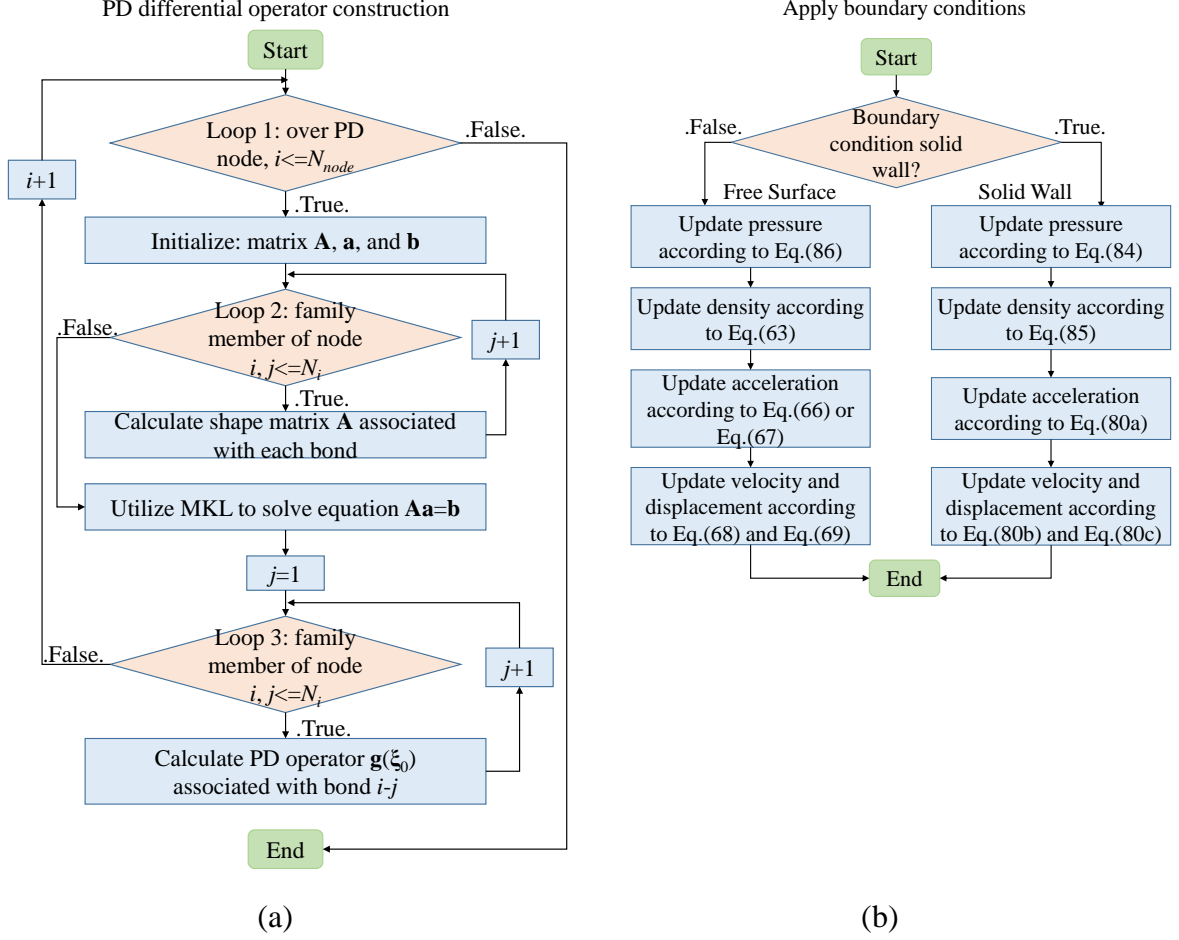 PD differential operator construction
Start
Loop 1: over PD
node, i<=N_node
.False.
.True.
i+1
Initialize: matrix A, a, and b
Loop 2: family
member of node
i, j<=N_i
.False.
.True.
j+1
Calculate shape matrix A associated
with each bond
Utilize MKL to solve equation Aa=b
j=1
Loop 3: family
member of node
i, j<=N_i
.False.
.True.
j+1
Calculate PD operator g(ξ_0)
associated with bond i-j
End
(a)
Apply boundary conditions
Start
Boundary
condition solid
wall?
.False.
.True.
Free Surface
Update pressure
according to Eq.(86)
Update density according
to Eq.(63)
Update acceleration
according to Eq.(66) or
Eq.(67)
Update velocity and
displacement according
to Eq.(68) and Eq.(69)
Solid Wall
Update pressure
according to Eq.(84)
Update density according
to Eq.(85)
Update acceleration
according to Eq.(80a)
Update velocity and
displacement according
to Eq.(80b) and Eq.(80c)
End
(b)